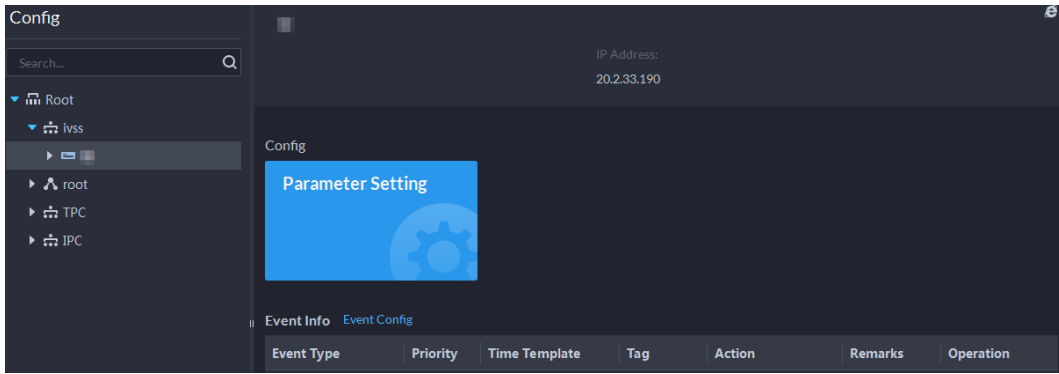 Config
Search...
Root
ivss
root
TPC
IPC
IP Address:
20.2.33.190
Config
Parameter Setting
Event Info Event Config
Event Type Priority Time Template Tag Action Remarks Operation